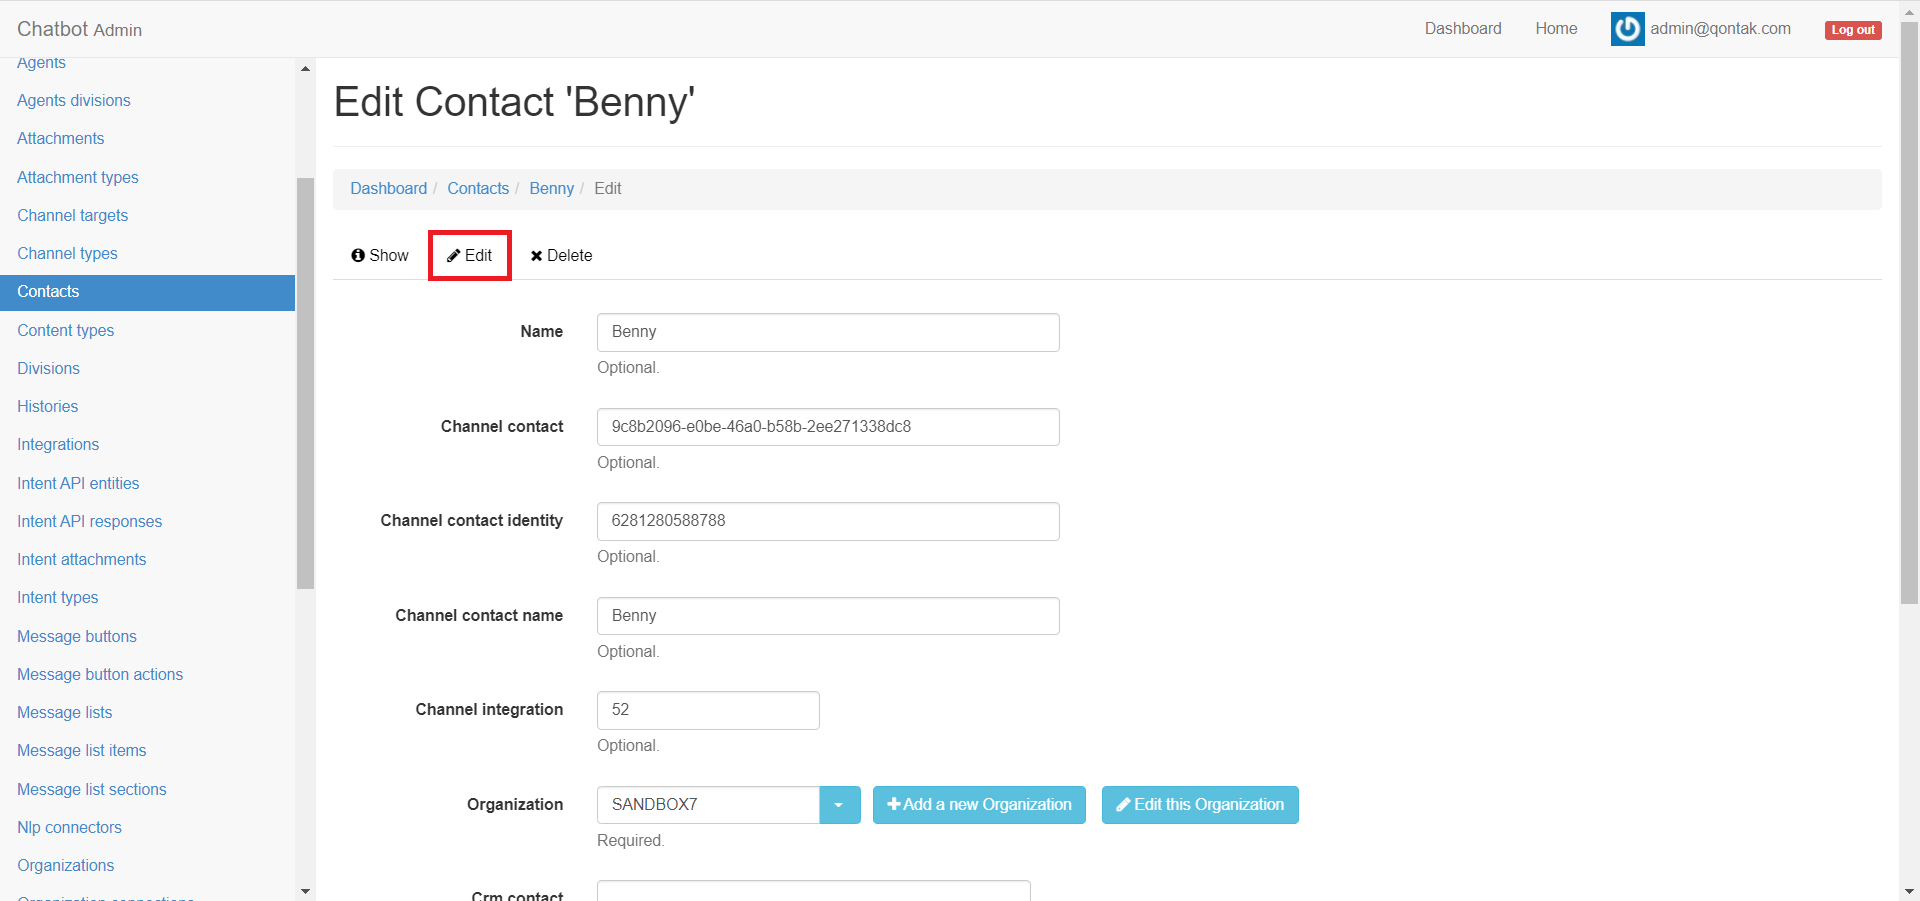 Chatbot Admin
Dashboard
Home
admin@qontak.com
Log out
Agents
Agents divisions
Attachments
Attachment types
Channel targets
Channel types
Contacts
Content types
Divisions
Histories
Integrations
Intent API entities
Intent API responses
Intent attachments
Intent types
Message buttons
Message button actions
Message lists
Message list items
Message list sections
Nlp connectors
Organizations
Organization connections
Edit Contact 'Benny'
Dashboard / Contacts / Benny / Edit
Show
Edit
Delete
Name
Benny
Optional.
Channel contact
9c8b2096-e0be-46a0-b58b-2ee271338dc8
Optional.
Channel contact identity
6281280588788
Optional.
Channel contact name
Benny
Optional.
Channel integration
52
Optional.
Organization
SANDBOX7
Add a new Organization
Edit this Organization
Required.
Crm contact